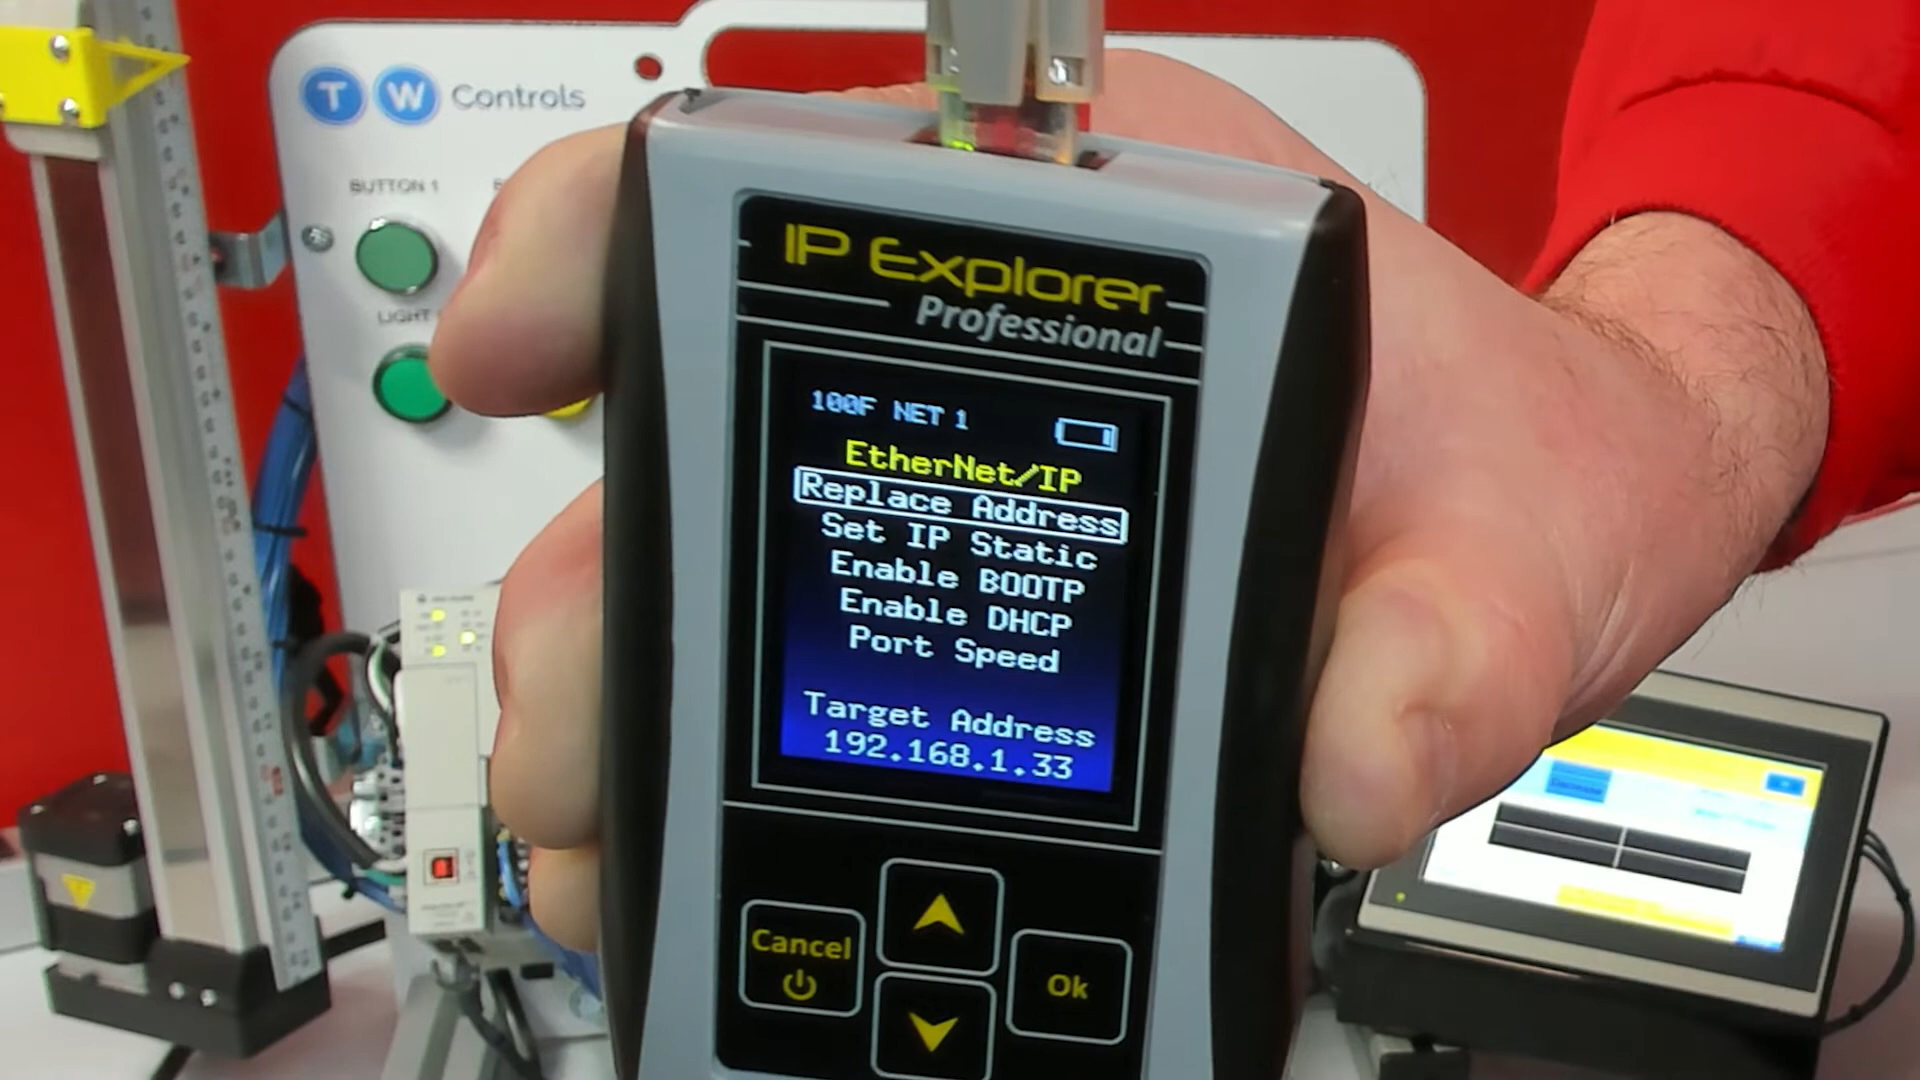 T W Controls
BUTTON 1
LIGHT
IP Explorer
Professional
100F NET 1
EtherNet/IP
Replace Address
Set IP Static
Enable BOOTP
Enable DHCP
Port Speed
Target Address
192.168.1.33
Cancel
Ok